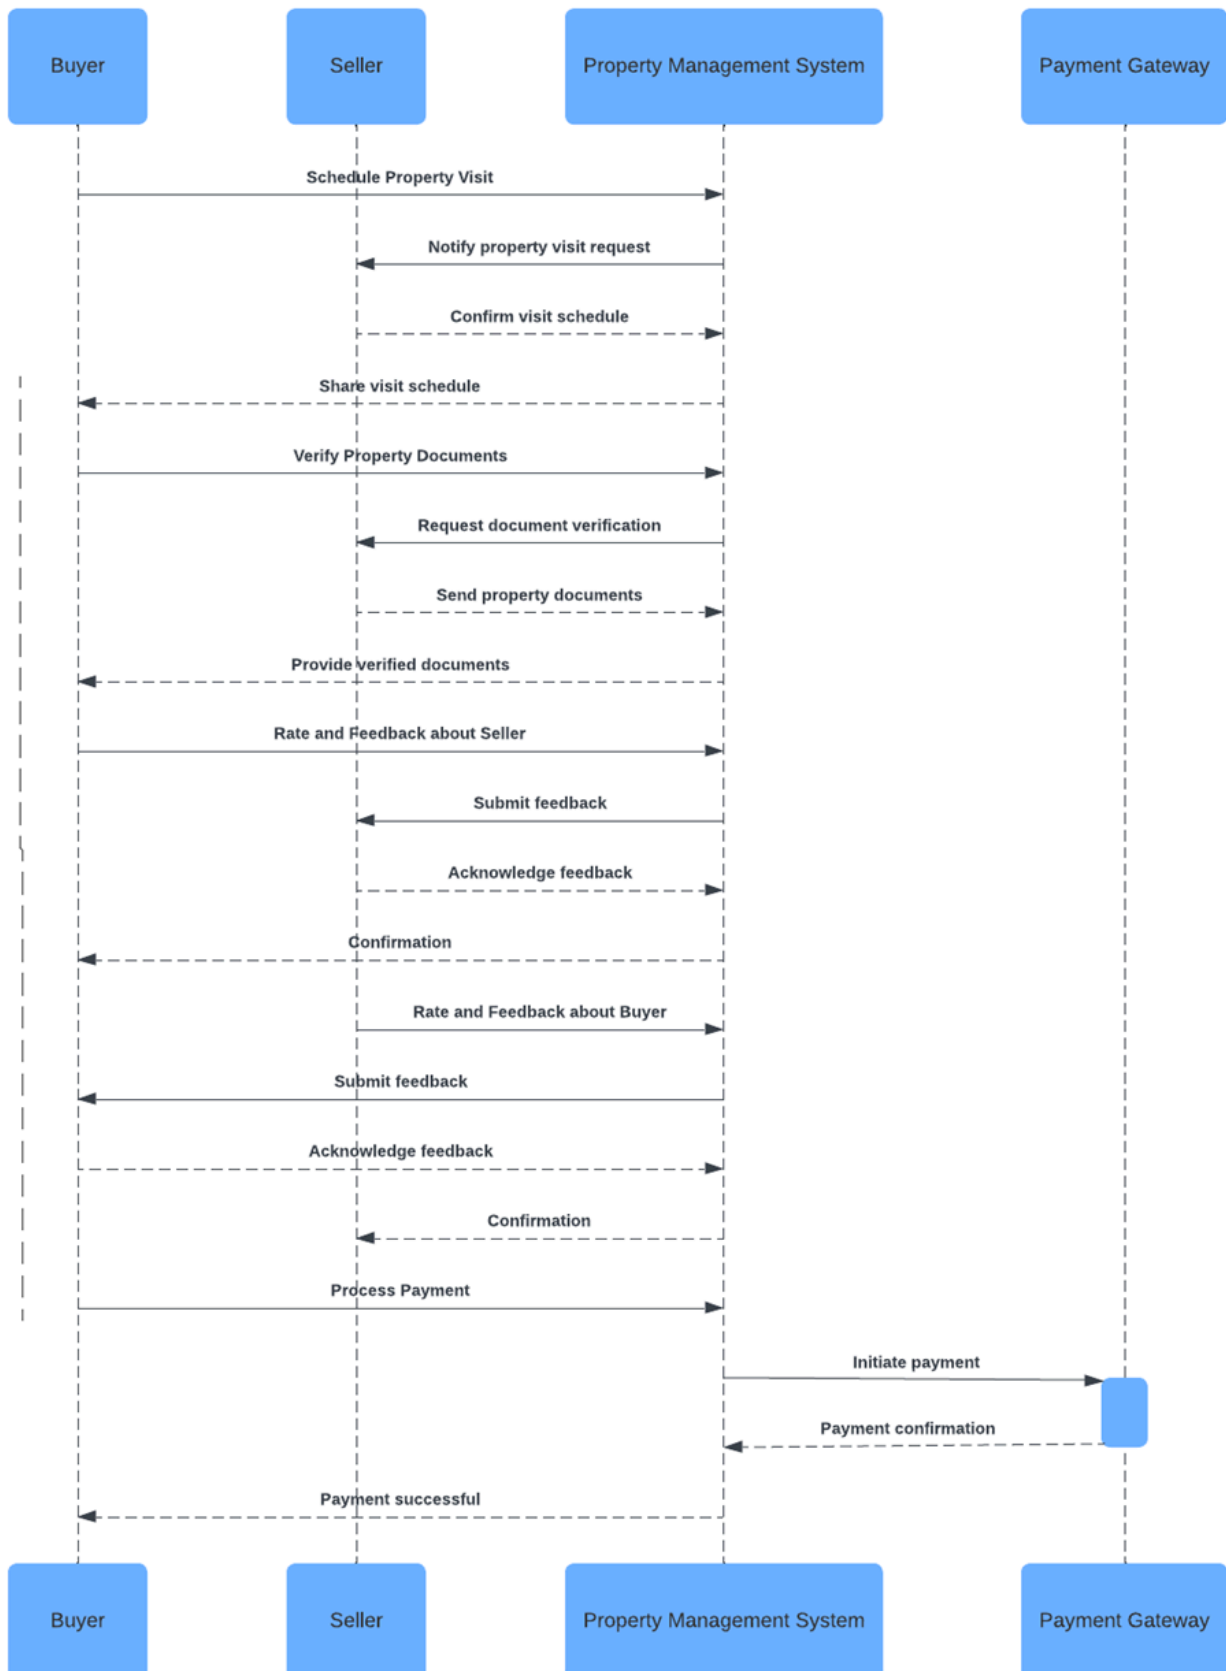 Buyer
Seller
Property Management System
Payment Gateway
Schedule Property Visit
Notify property visit request
Confirm visit schedule
Share visit schedule
Verify Property Documents
Request document verification
Send property documents
Provide verified documents
Rate and Feedback about Seller
Submit feedback
Acknowledge feedback
Confirmation
Rate and Feedback about Buyer
Submit feedback
Acknowledge feedback
Confirmation
Process Payment
Initiate payment
Payment confirmation
Payment successful
Buyer
Seller
Property Management System
Payment Gateway